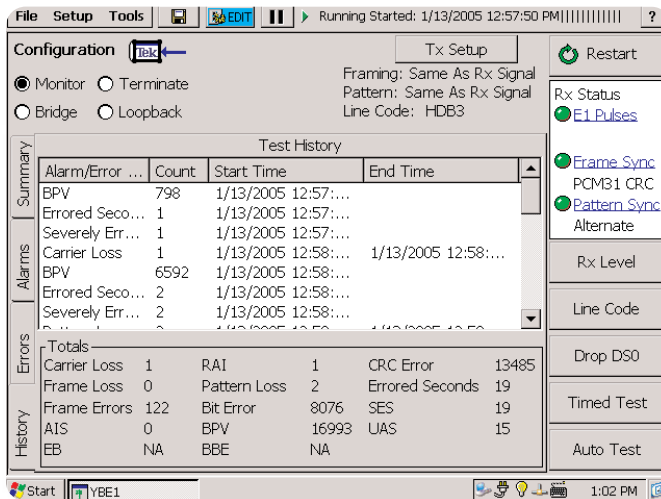 File Setup Tools EDIT Running Started: 1/13/2005 12:57:50 PM ?
Configuration Tek
Tx Setup
Restart
Monitor Terminate
Bridge Loopback
Framing: Same As Rx Signal
Pattern: Same As Rx Signal
Line Code: HDB3
Rx Status
E1 Pulses
Frame Sync
PCM31 CRC
Pattern Sync
Alternate
Rx Level
Line Code
Drop DS0
Timed Test
Auto Test
Summary
Alarms
Errors
History
Test History
Alarm/Error ... Count Start Time End Time
BPV 798 1/13/2005 12:57:...
Errored Seco... 1 1/13/2005 12:57:...
Severely Err... 1 1/13/2005 12:57:...
Carrier Loss 1 1/13/2005 12:58:... 1/13/2005 12:58:...
BPV 6592 1/13/2005 12:58:...
Errored Seco... 2 1/13/2005 12:58:...
Severely Err... 2 1/13/2005 12:58:...
Totals
Carrier Loss 1 RAI 1 CRC Error 13485
Frame Loss 0 Pattern Loss 2 Errored Seconds 19
Frame Errors 122 Bit Error 8076 SES 19
AIS 0 BPV 16993 UAS 15
EB NA BBE NA
Start YBE1 1:02 PM